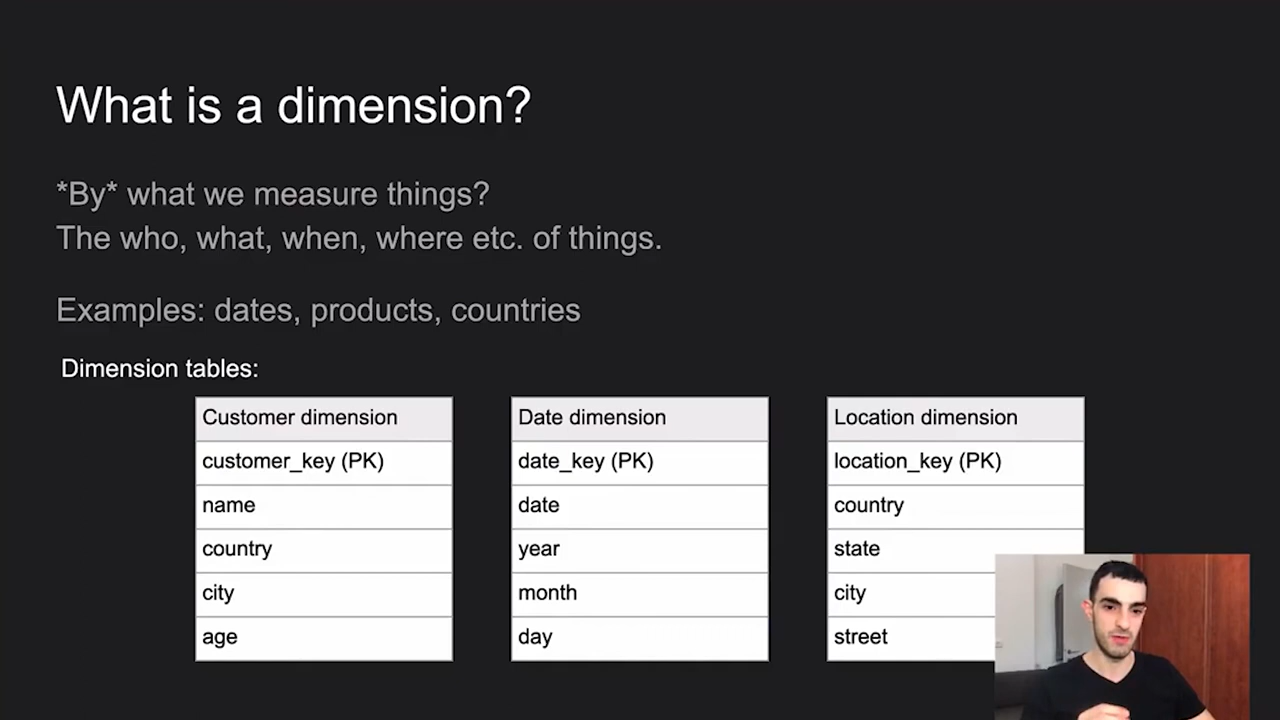 What is a dimension?
*By* what we measure things?
The who, what, when, where etc. of things.
Examples: dates, products, countries
Dimension tables:
Customer dimension
customer_key (PK)
name
country
city
age
Date dimension
date_key (PK)
date
year
month
day
Location dimension
location_key (PK)
country
state
city
street